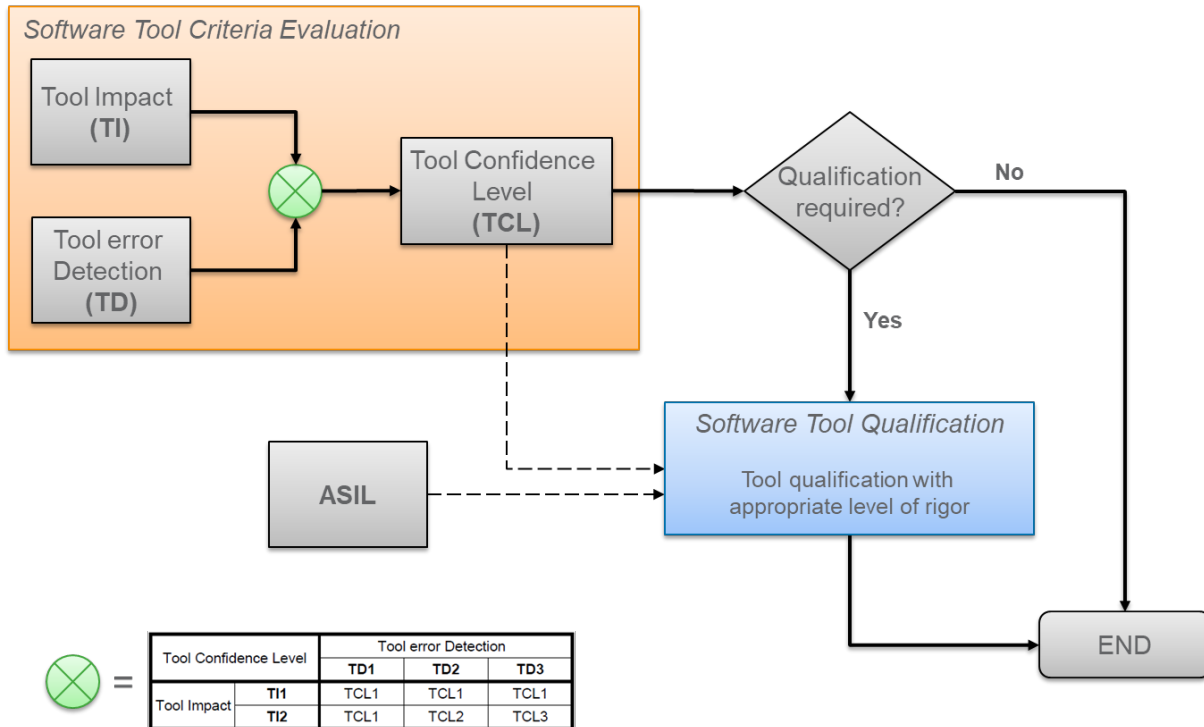 Software Tool Criteria Evaluation
Tool Impact
(TI)
Tool error
Detection
(TD)
Tool Confidence
Level
(TCL)
Qualification
required?
No
Yes
Software Tool Qualification
Tool qualification with
appropriate level of rigor
ASIL
END
=
Tool Confidence Level Tool error Detection
TD1 TD2 TD3
Tool Impact TI1 TCL1 TCL1 TCL1
TI2 TCL1 TCL2 TCL3